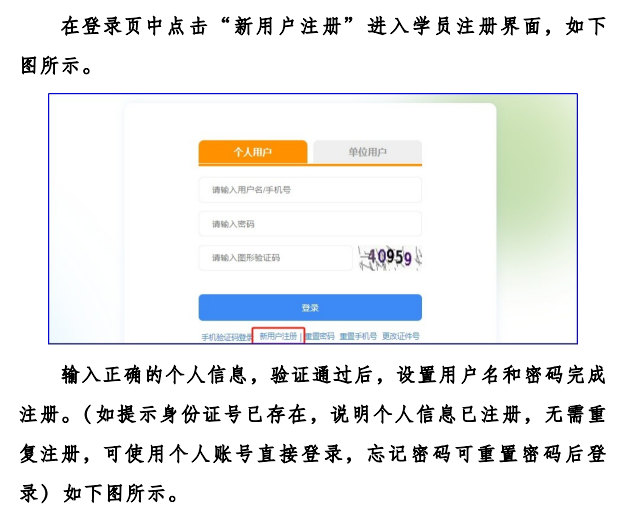 在登录页中点击“新用户注册”进入学员注册界面，如下
图所示。
个人用户 单位用户
请输入用户名/手机号
请输入密码
请输入图形验证码 40959
登录
手机验证码登录 新用户注册 | 重置密码 重置手机号 更改证件号
输入正确的个人信息，验证通过后，设置用户名和密码完成
注册。（如提示身份证号已存在，说明个人信息已注册，无需重
复注册，可使用个人账号直接登录，忘记密码可重置密码后登
录）如下图所示。